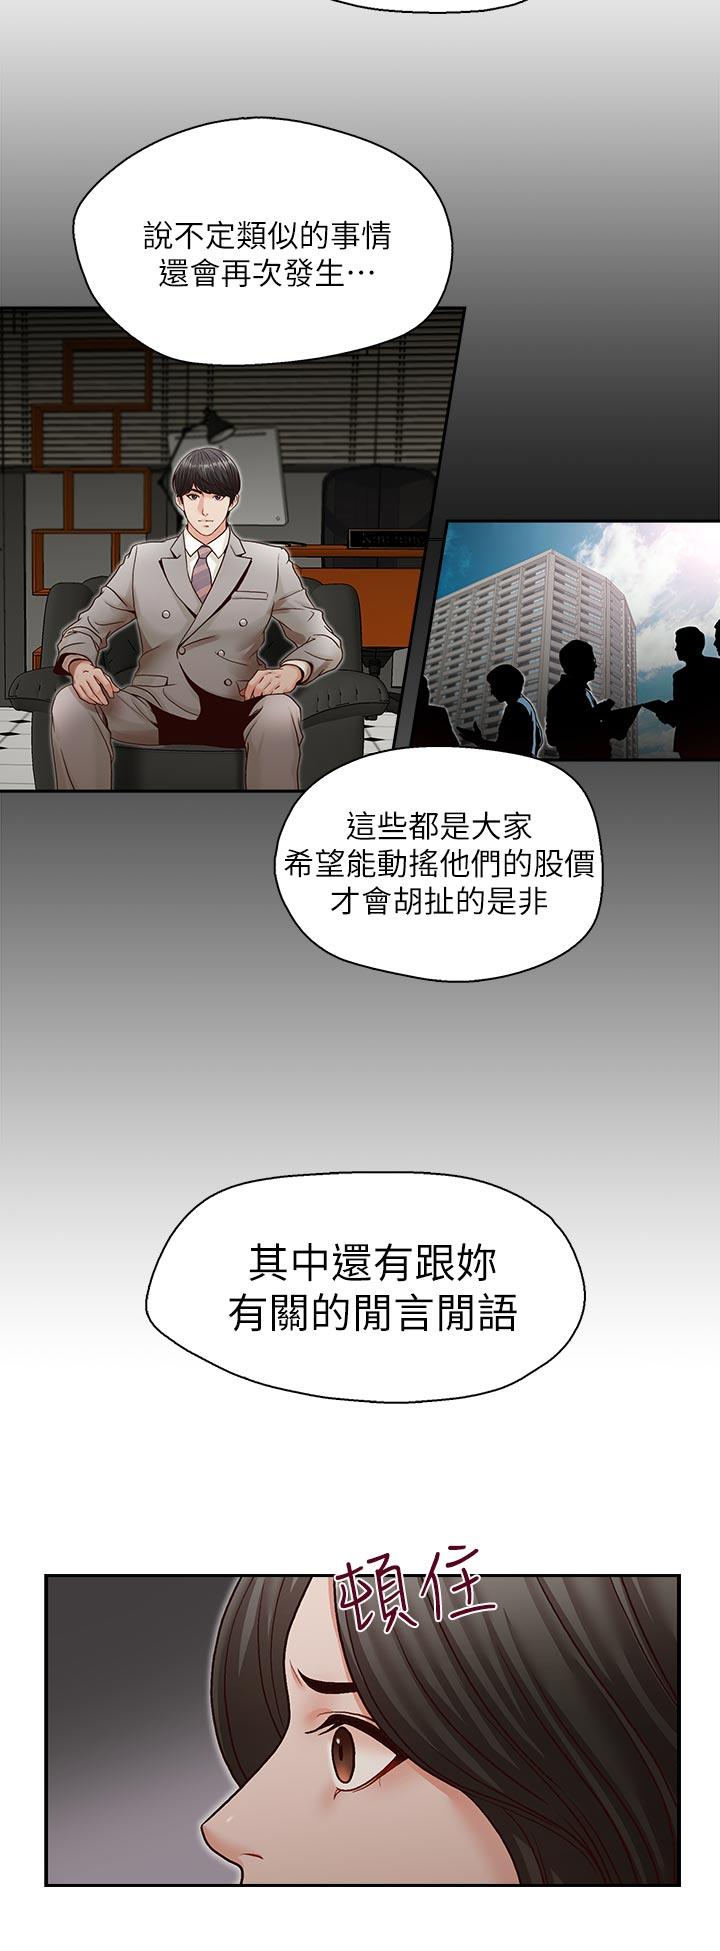 說不定類似的事情
還會再次發生…
這些都是大家
希望能動搖他們的股價
才會胡扯的是非
其中還有跟妳
有關的閒言閒語
頓住